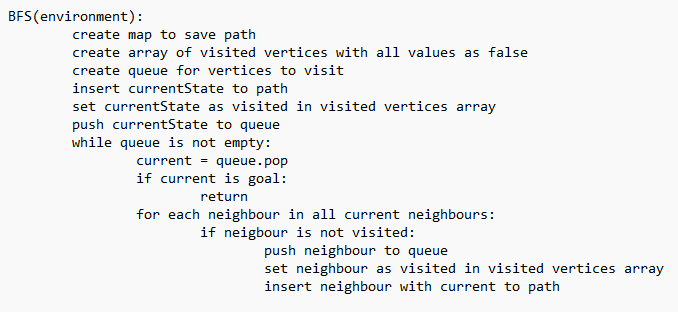 BFS(environment):
create map to save path
create array of visited vertices with all values as false
create queue for vertices to visit
insert currentState to path
set currentState as visited in visited vertices array
push currentState to queue
while queue is not empty:
current = queue.pop
if current is goal:
return
for each neighbour in all current neighbours:
if neigbour is not visited:
push neighbour to queue
set neighbour as visited in visited vertices array
insert neighbour with current to path